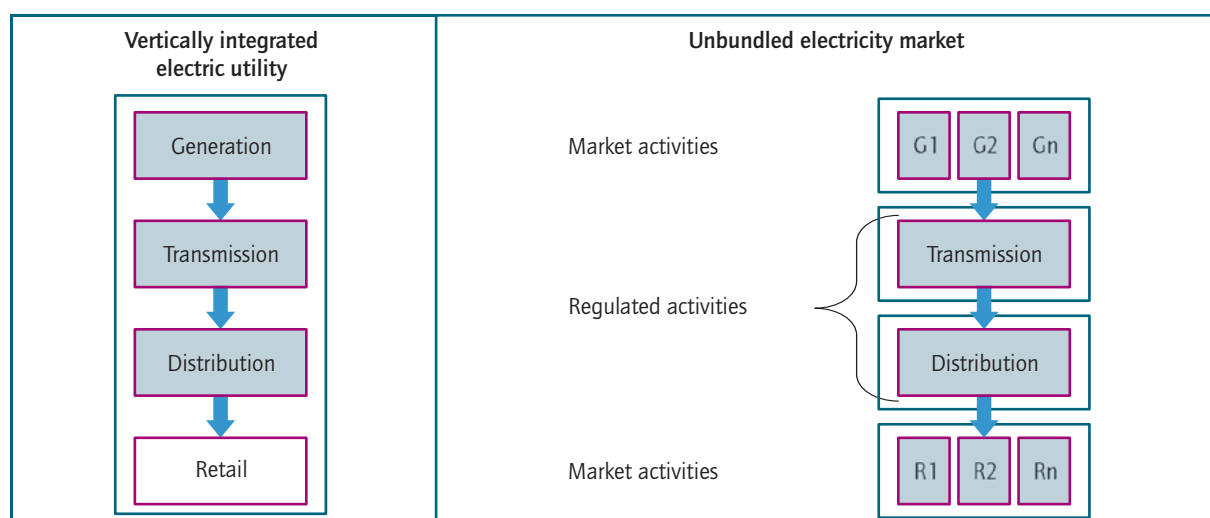 Vertically integrated
electric utility
Generation
Transmission
Distribution
Retail
Unbundled electricity market
Market activities
G1 G2 Gn
Transmission
Regulated activities
Distribution
Market activities
R1 R2 Rn